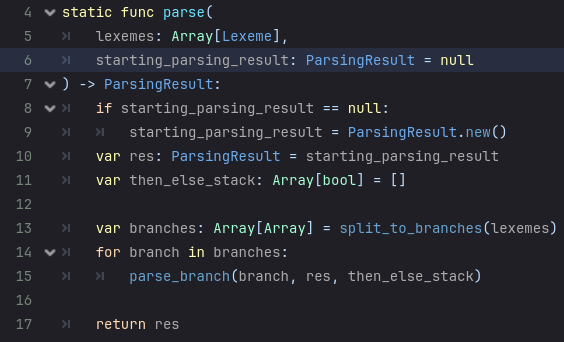 4 static func parse(
5 lexemes: Array[Lexeme],
6 starting_parsing_result: ParsingResult = null
7 ) -> ParsingResult:
8 if starting_parsing_result == null:
9 starting_parsing_result = ParsingResult.new()
10 var res: ParsingResult = starting_parsing_result
11 var then_else_stack: Array[bool] = []
12
13 var branches: Array[Array] = split_to_branches(lexemes)
14 for branch in branches:
15 parse_branch(branch, res, then_else_stack)
16
17 return res